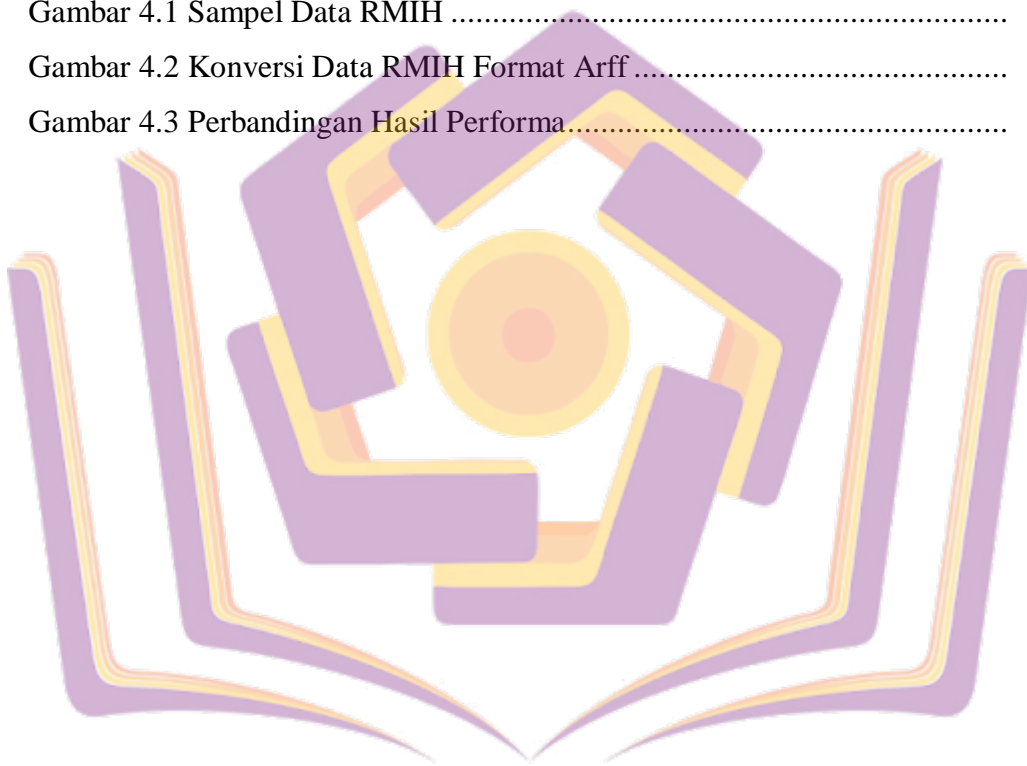 Gambar 4.1 Sampel Data RMIH ....................................................................
Gambar 4.2 Konversi Data RMIH Format Arff .............................................
Gambar 4.3 Perbandingan Hasil Performa.....................................................